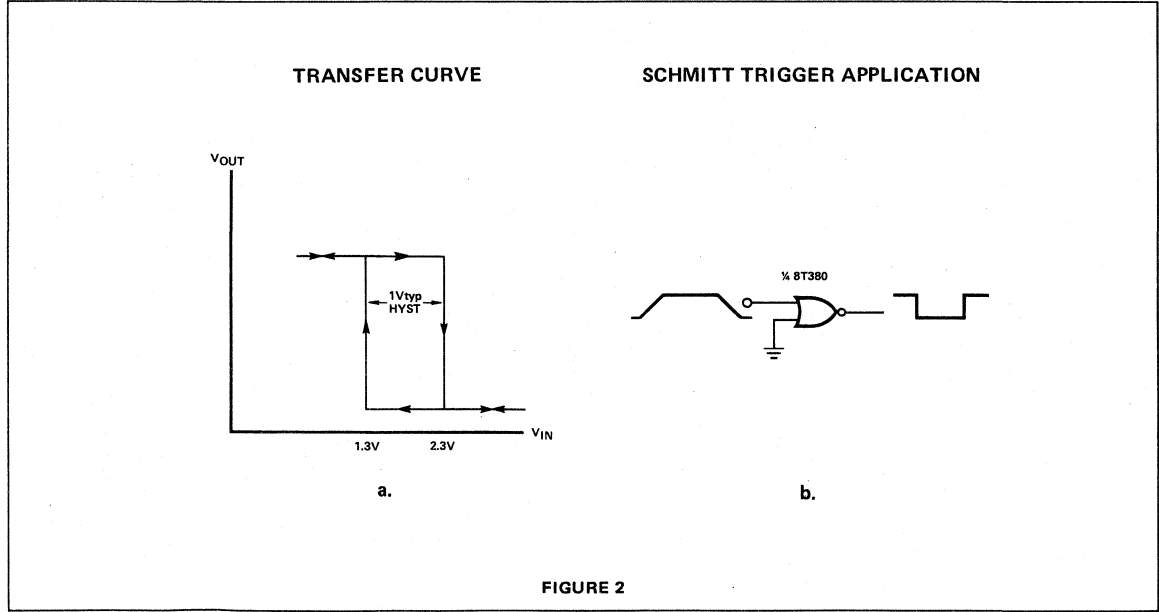 TRANSFER CURVE
SCHMITT TRIGGER APPLICATION
VOUT
1Vtyp
HYST
1.3V
2.3V
VIN
¼ 8T380
a.
b.
FIGURE 2